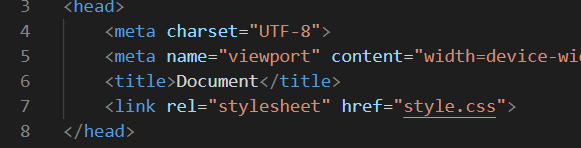 3 <head>
4 <meta charset="UTF-8">
5 <meta name="viewport" content="width=device-wi
6 <title>Document</title>
7 <link rel="stylesheet" href="style.css">
8 </head>